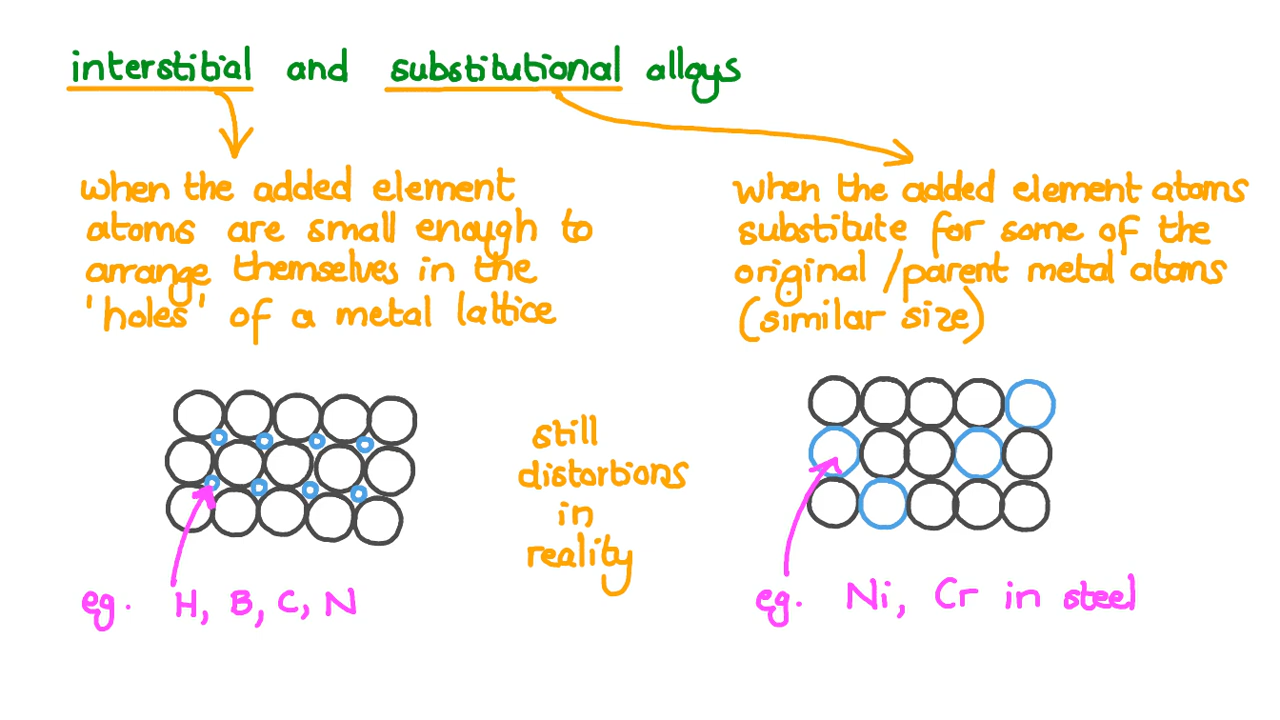 interstitial and substitutional alloys
when the added element
atoms are small enough to
arrange themselves in the
'holes' of a metal lattice
when the added element atoms
substitute for some of the
original /parent metal atoms
(similar size)
still
distortions
in
reality
eg. H, B, C, N
eg. Ni, Cr in steel